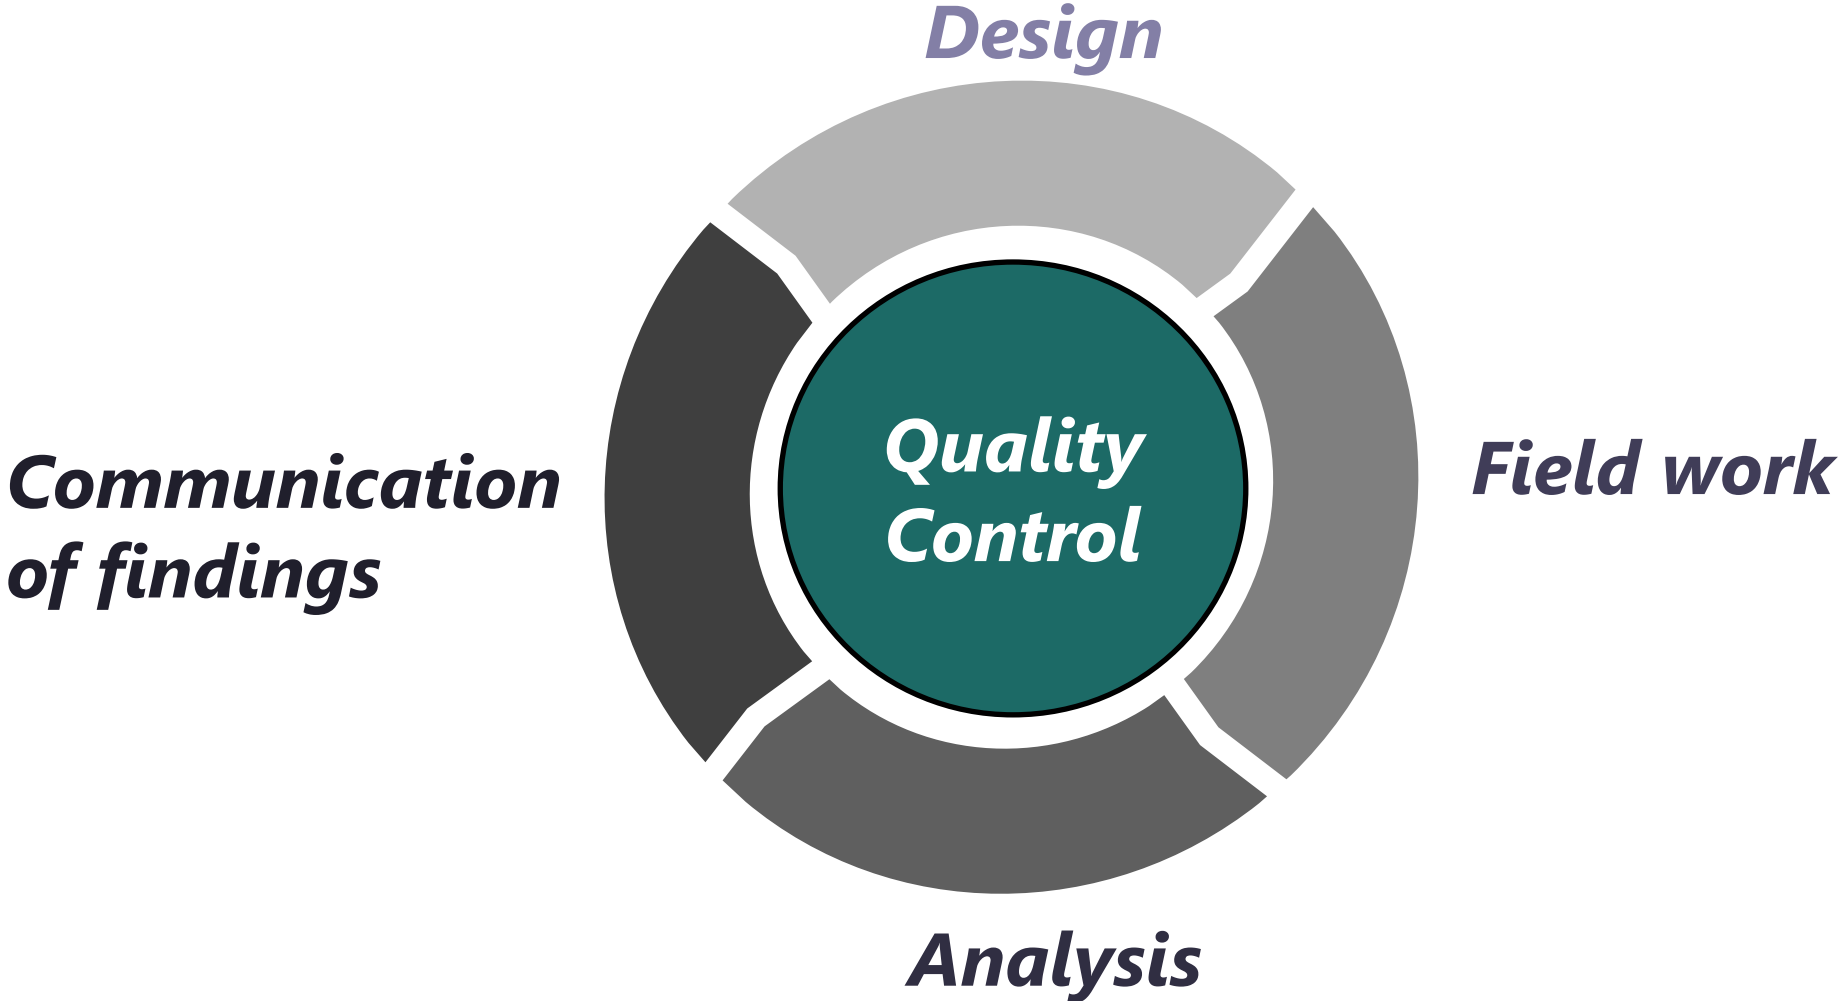 Design
Quality
Control
Field work
Communication
of findings
Analysis